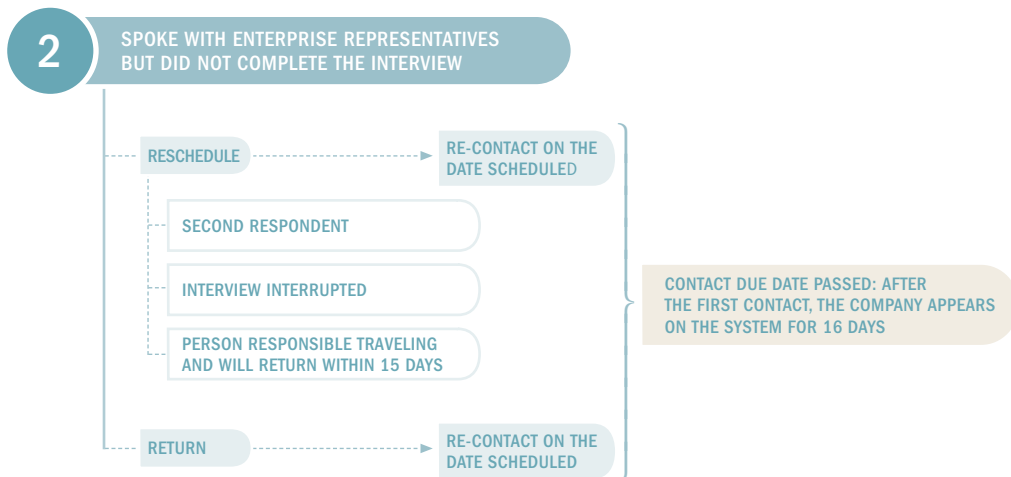 2
SPOKE WITH ENTERPRISE REPRESENTATIVES
BUT DID NOT COMPLETE THE INTERVIEW
RESCHEDULE
RE-CONTACT ON THE
DATE SCHEDULED
SECOND RESPONDENT
INTERVIEW INTERRUPTED
PERSON RESPONSIBLE TRAVELING
AND WILL RETURN WITHIN 15 DAYS
CONTACT DUE DATE PASSED: AFTER
THE FIRST CONTACT, THE COMPANY APPEARS
ON THE SYSTEM FOR 16 DAYS
RETURN
RE-CONTACT ON THE
DATE SCHEDULED